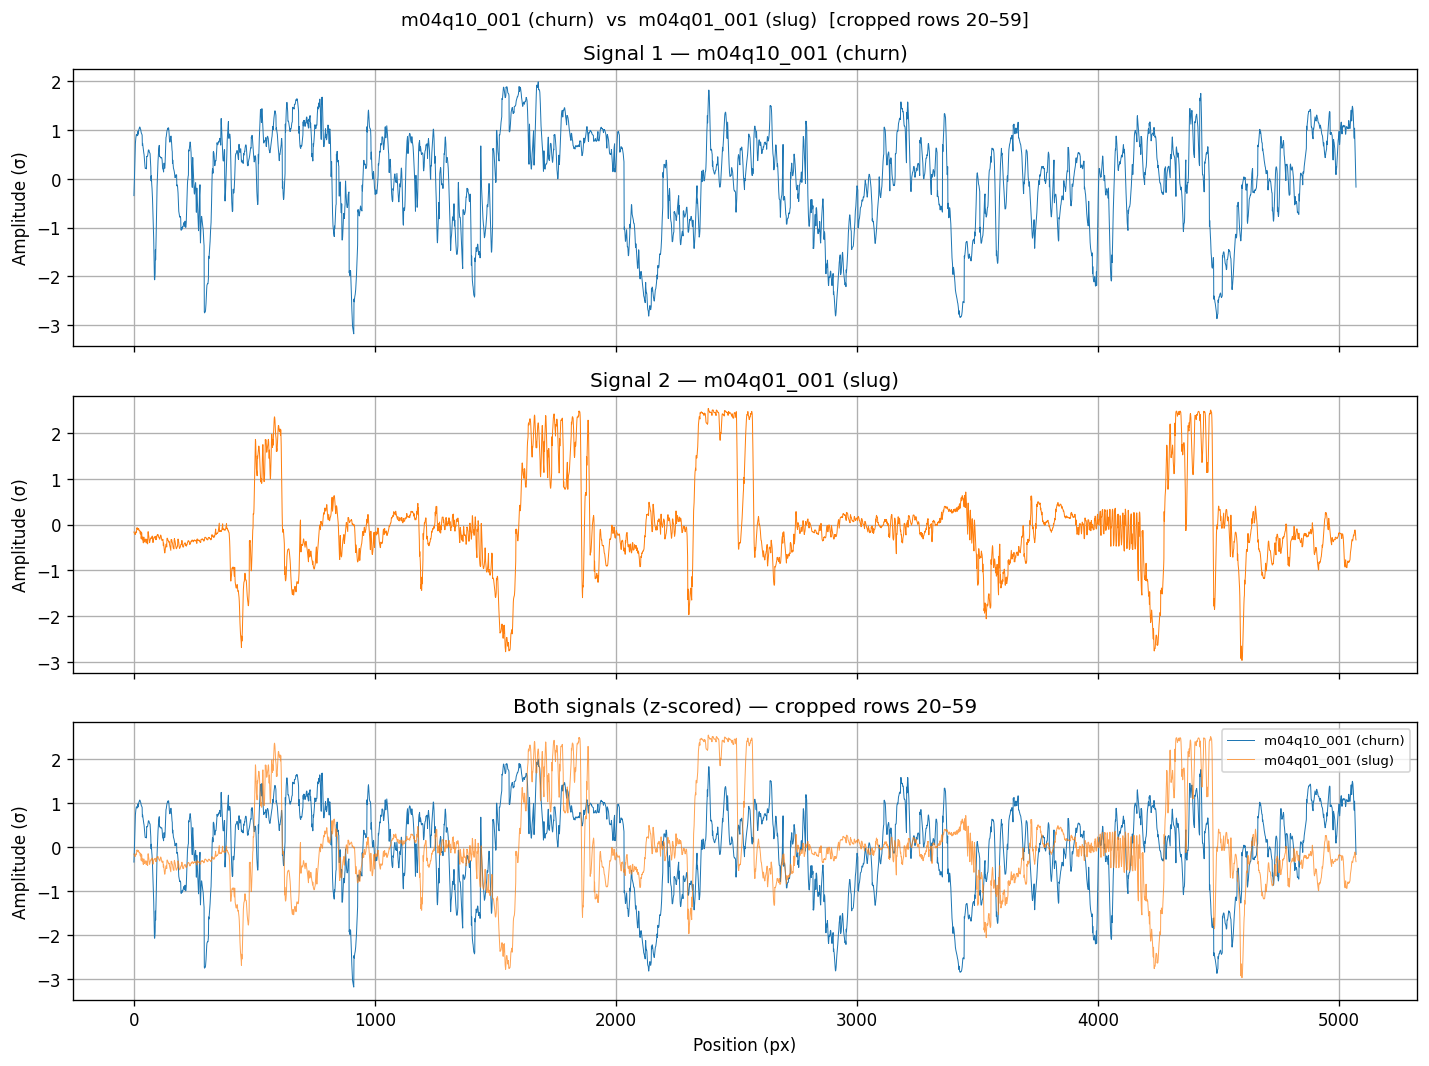 m04q10_001 (churn)  vs  m04q01_001 (slug)  [cropped rows 20–59]
Signal 1 — m04q10_001 (churn)
Amplitude (σ)
2
1
0
−1
−2
−3
Signal 2 — m04q01_001 (slug)
Amplitude (σ)
2
1
0
−1
−2
−3
Both signals (z-scored) — cropped rows 20–59
Amplitude (σ)
2
1
0
−1
−2
−3
m04q10_001 (churn)
m04q01_001 (slug)
0
1000
2000
3000
4000
5000
Position (px)